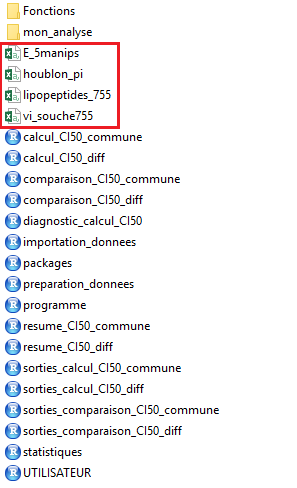 Fonctions
mon_analyse
E_5manips
houblon_pi
lipopeptides_755
vi_souche755
calcul_CI50_commune
calcul_CI50_diff
comparaison_CI50_commune
comparaison_CI50_diff
diagnostic_calcul_CI50
importation_donnees
packages
preparation_donnees
programme
resume_CI50_commune
resume_CI50_diff
sorties_calcul_CI50_commune
sorties_calcul_CI50_diff
sorties_comparaison_CI50_commune
sorties_comparaison_CI50_diff
statistiques
UTILISATEUR